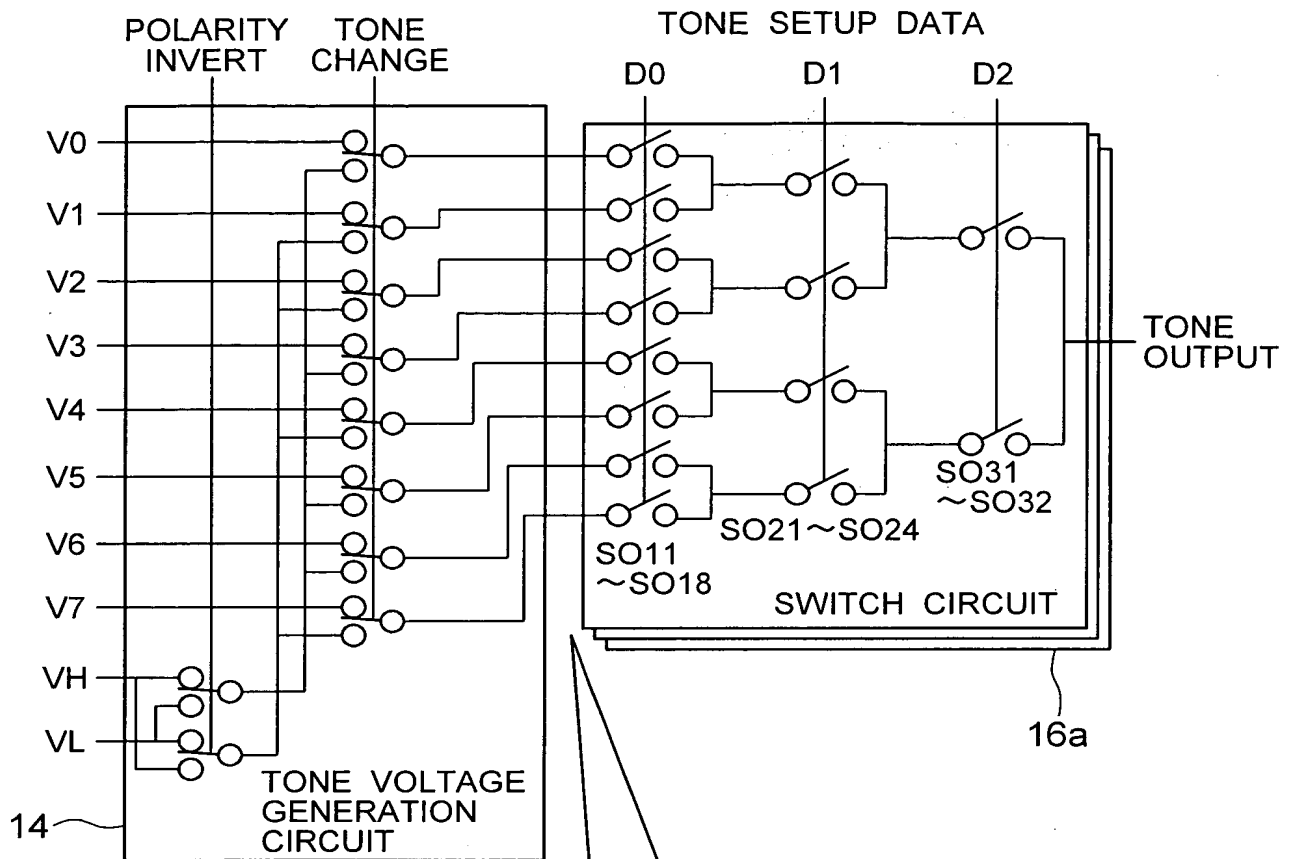 POLARITY INVERT
TONE CHANGE
TONE SETUP DATA
D0 D1 D2
V0
V1
V2
V3
V4
V5
V6
V7
VH
VL
TONE OUTPUT
SO11 ~SO18
SO21~SO24
SO31 ~SO32
SWITCH CIRCUIT
16a
TONE VOLTAGE GENERATION CIRCUIT
14